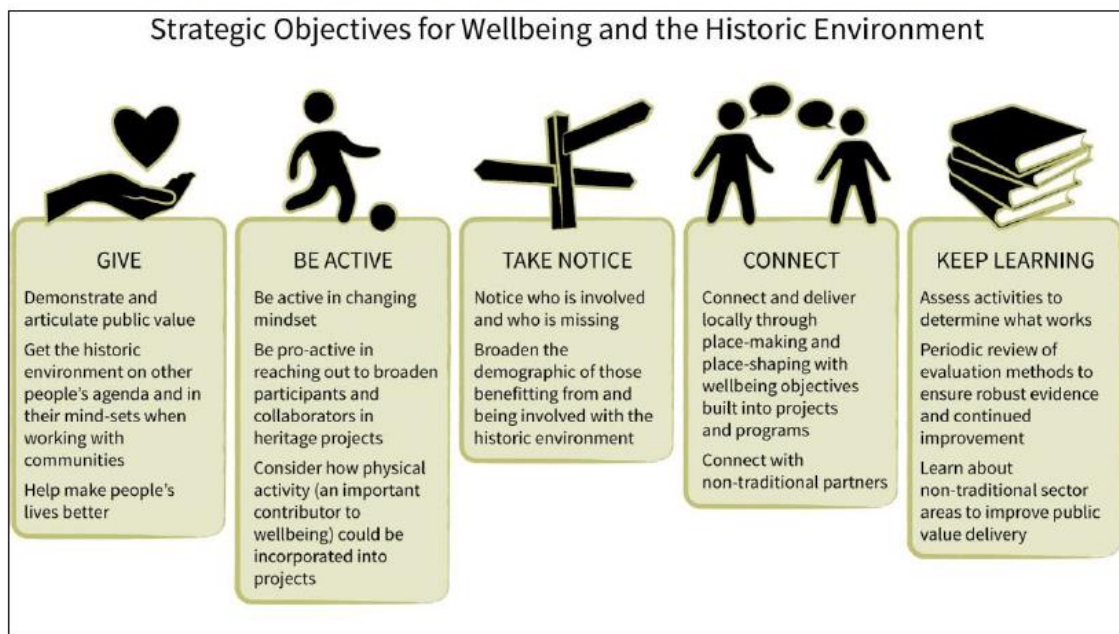 Strategic Objectives for Wellbeing and the Historic Environment
GIVE
Demonstrate and
articulate public value
Get the historic
environment on other
people's agenda and in
their mind-sets when
working with
communities
Help make people's
lives better
BE ACTIVE
Be active in changing
mindset
Be pro-active in
reaching out to broaden
participants and
collaborators in
heritage projects
Consider how physical
activity (an important
contributor to
wellbeing) could be
incorporated into
projects
TAKE NOTICE
Notice who is involved
and who is missing
Broaden the
demographic of those
benefitting from and
being involved with the
historic environment
CONNECT
Connect and deliver
locally through
place-making and
place-shaping with
wellbeing objectives
built into projects
and programs
Connect with
non-traditional partners
KEEP LEARNING
Assess activities to
determine what works
Periodic review of
evaluation methods to
ensure robust evidence
and continued
improvement
Learn about
non-traditional sector
areas to improve public
value delivery